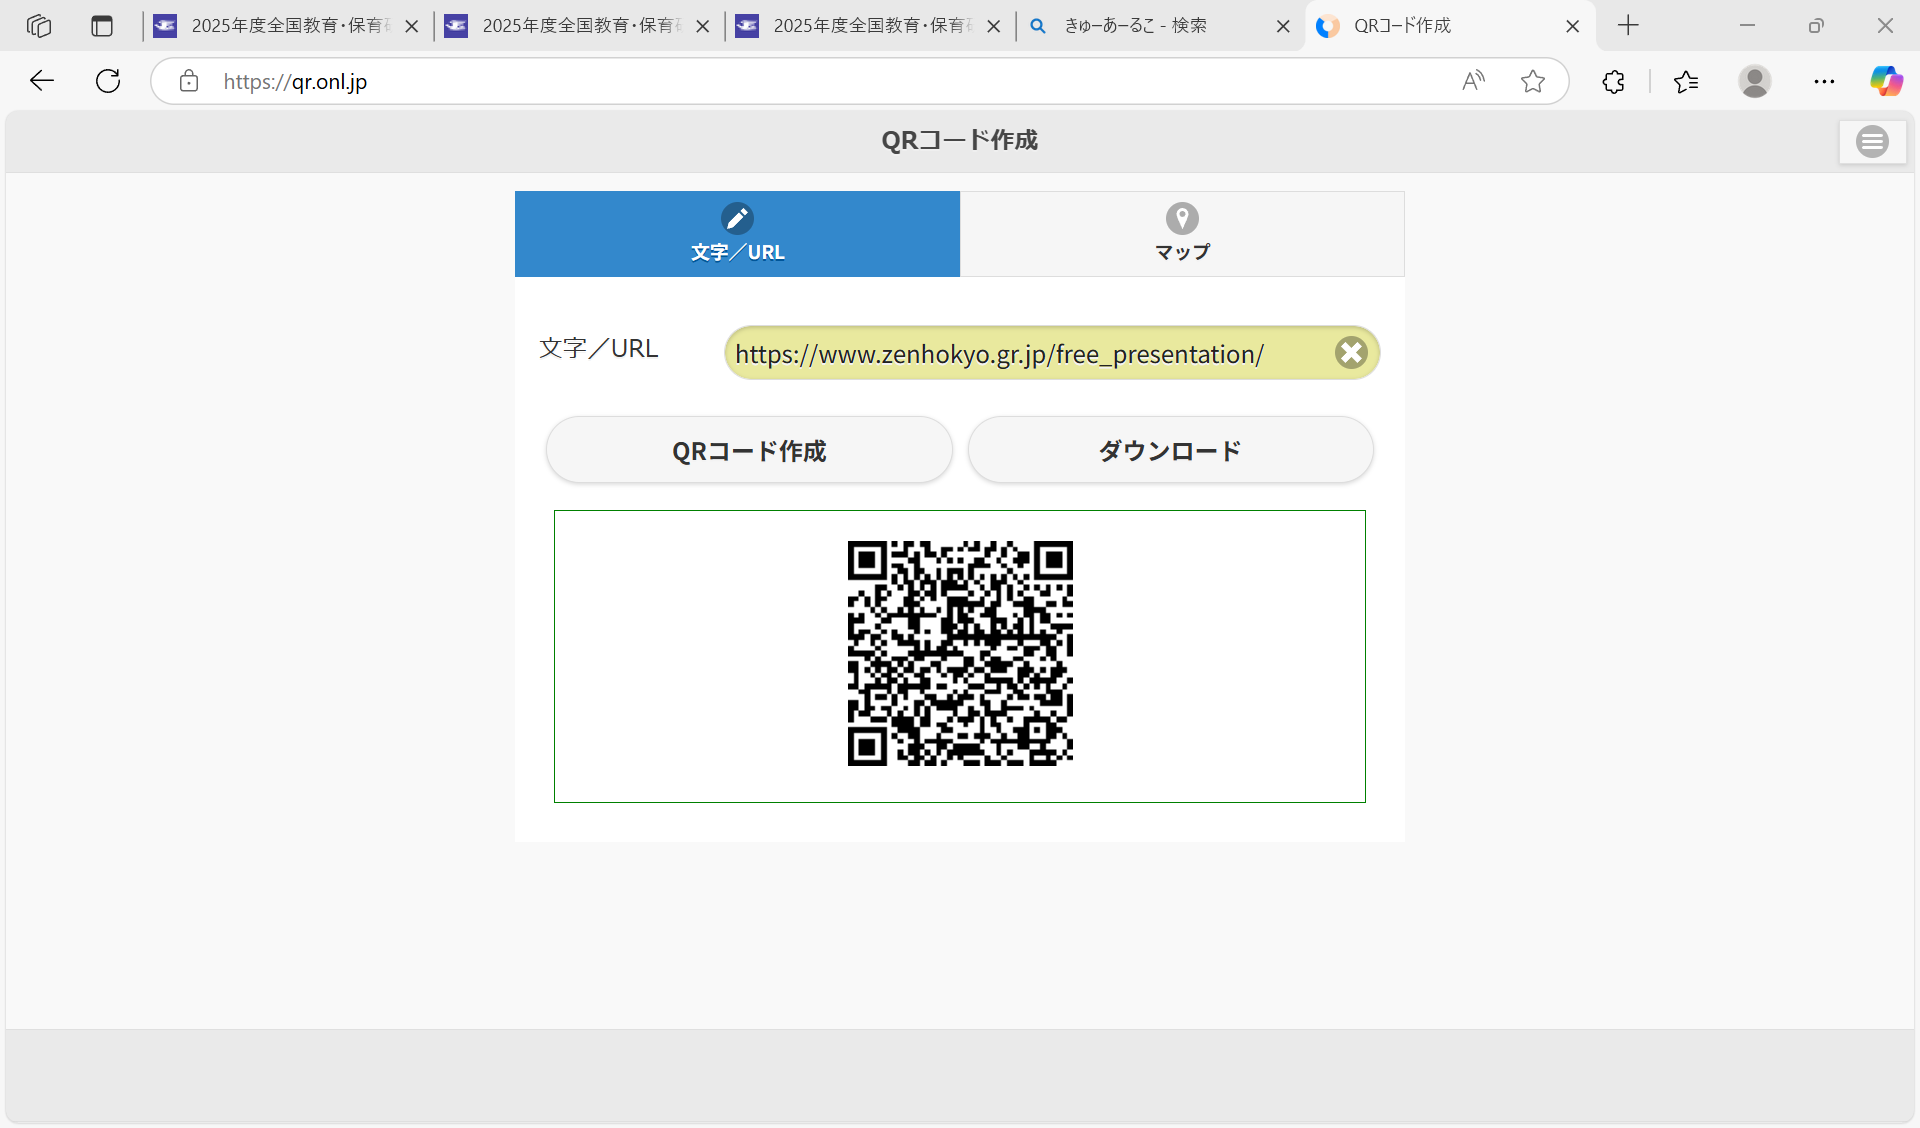 2025年度全国教育・保育
2025年度全国教育・保育
2025年度全国教育・保育
きゅーあーるこ - 検索
QRコード作成
https://qr.onl.jp
QRコード作成
文字／URL
マップ
文字／URL
https://www.zenhokyo.gr.jp/free_presentation/
QRコード作成
ダウンロード